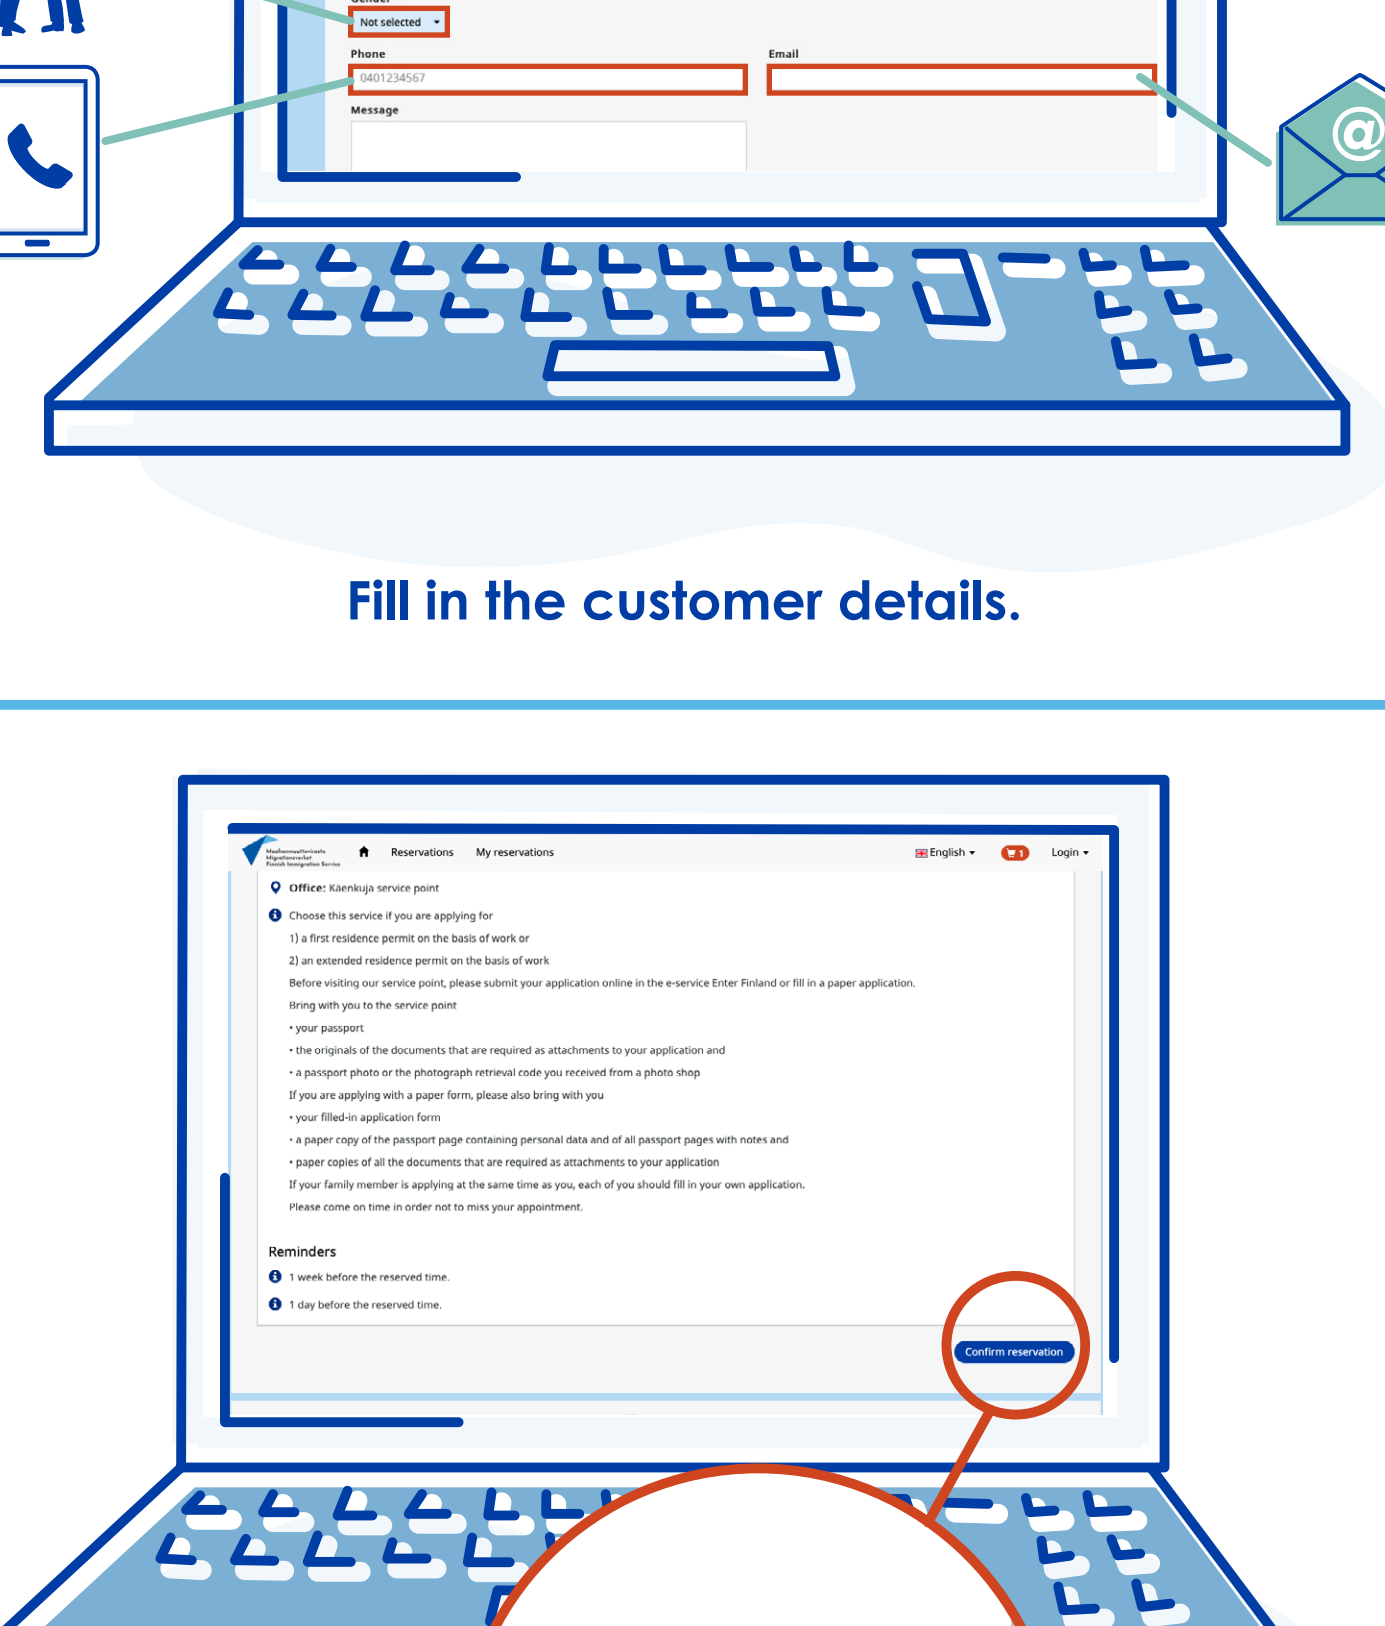 Gender
Not selected
Phone
Email
0401234567
Message
@
Fill in the customer details.
Maahanmuuttovirasto
Migrationsverket
Finnish Immigration Service
Reservations
My reservations
English
1
Login
Office: Käenkuja service point
Choose this service if you are applying for
1) a first residence permit on the basis of work or
2) an extended residence permit on the basis of work
Before visiting our service point, please submit your application online in the e-service Enter Finland or fill in a paper application.
Bring with you to the service point
• your passport
• the originals of the documents that are required as attachments to your application and
• a passport photo or the photograph retrieval code you received from a photo shop
If you are applying with a paper form, please also bring with you
• your filled-in application form
• a paper copy of the passport page containing personal data and of all passport pages with notes and
• paper copies of all the documents that are required as attachments to your application
If your family member is applying at the same time as you, each of you should fill in your own application.
Please come on time in order not to miss your appointment.
Reminders
1 week before the reserved time.
1 day before the reserved time.
Confirm reservation